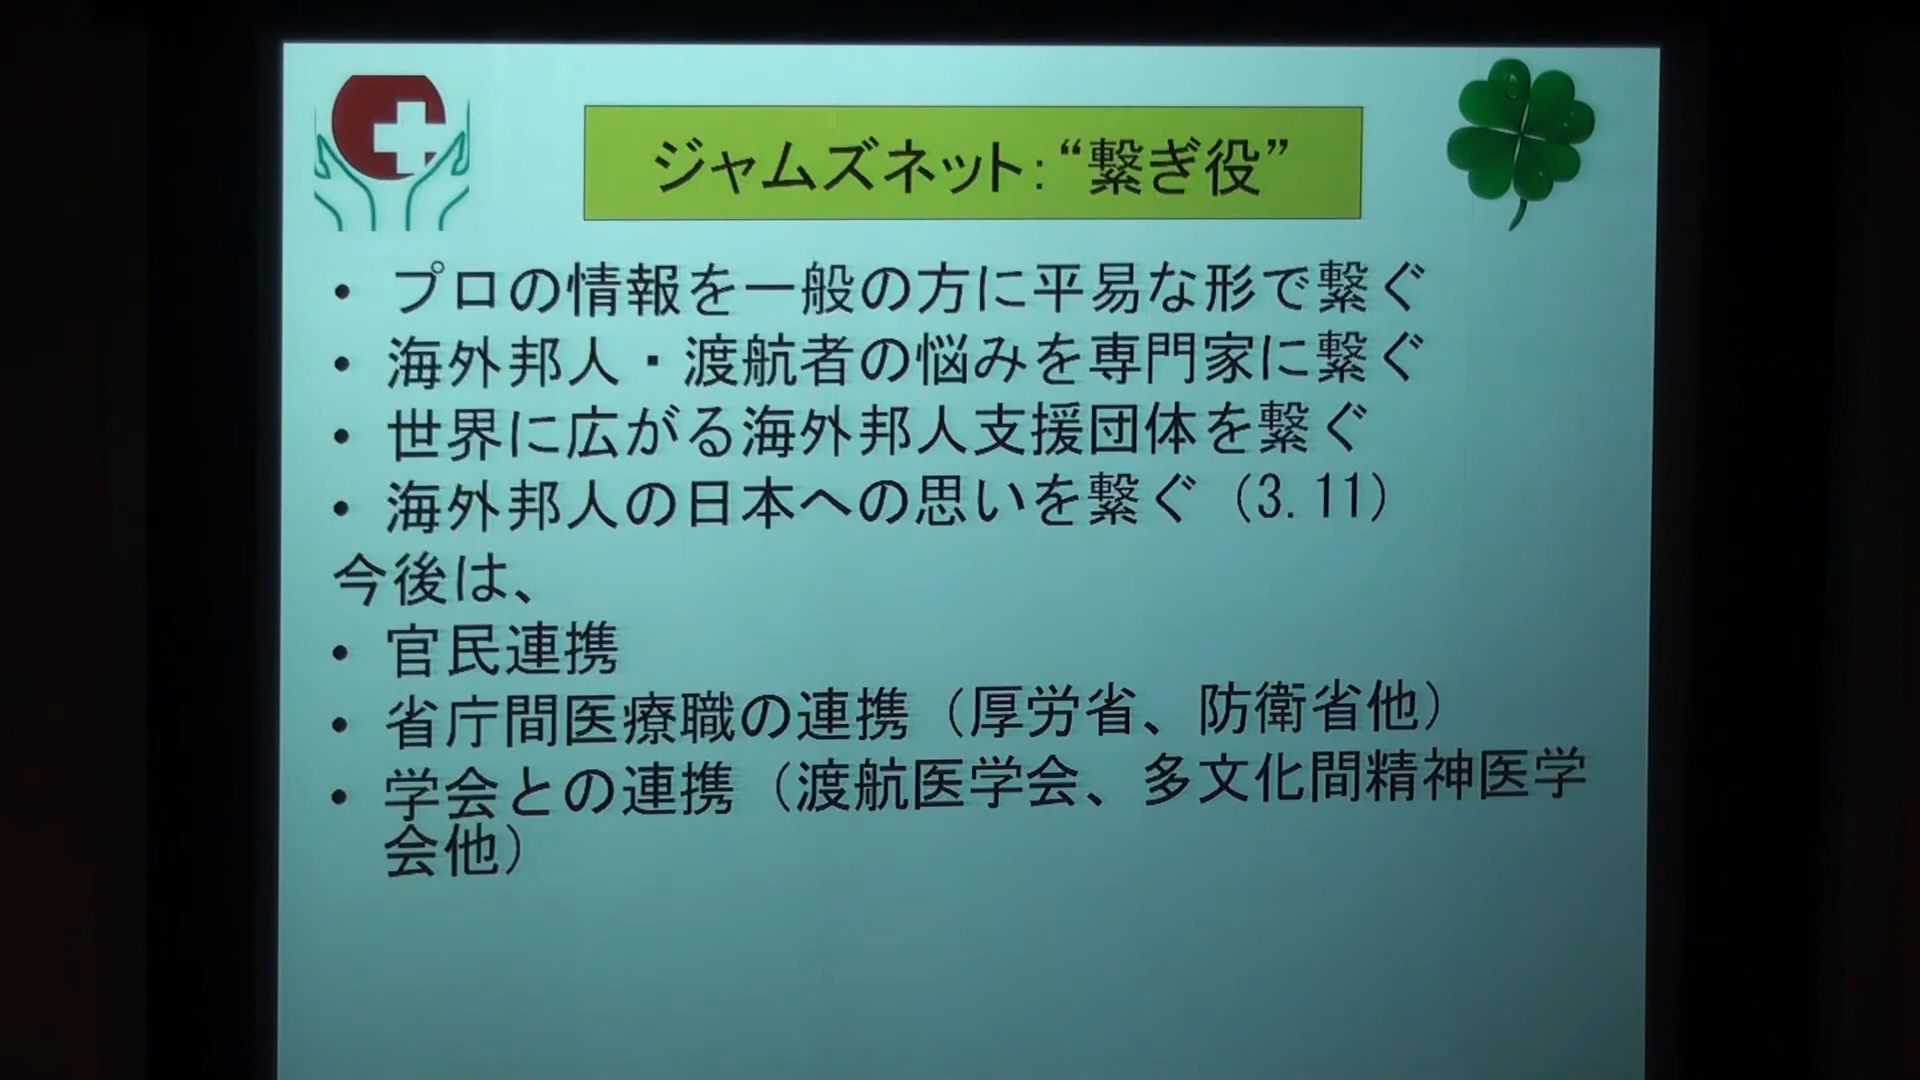 ジャムズネット:“繋ぎ役”
• プロの情報を一般の方に平易な形で繋ぐ
• 海外邦人・渡航者の悩みを専門家に繋ぐ
• 世界に広がる海外邦人支援団体を繋ぐ
• 海外邦人の日本への思いを繋ぐ（3.11）
今後は、
• 官民連携
• 省庁間医療職の連携（厚労省、防衛省他）
• 学会との連携（渡航医学会、多文化間精神医学
会他）